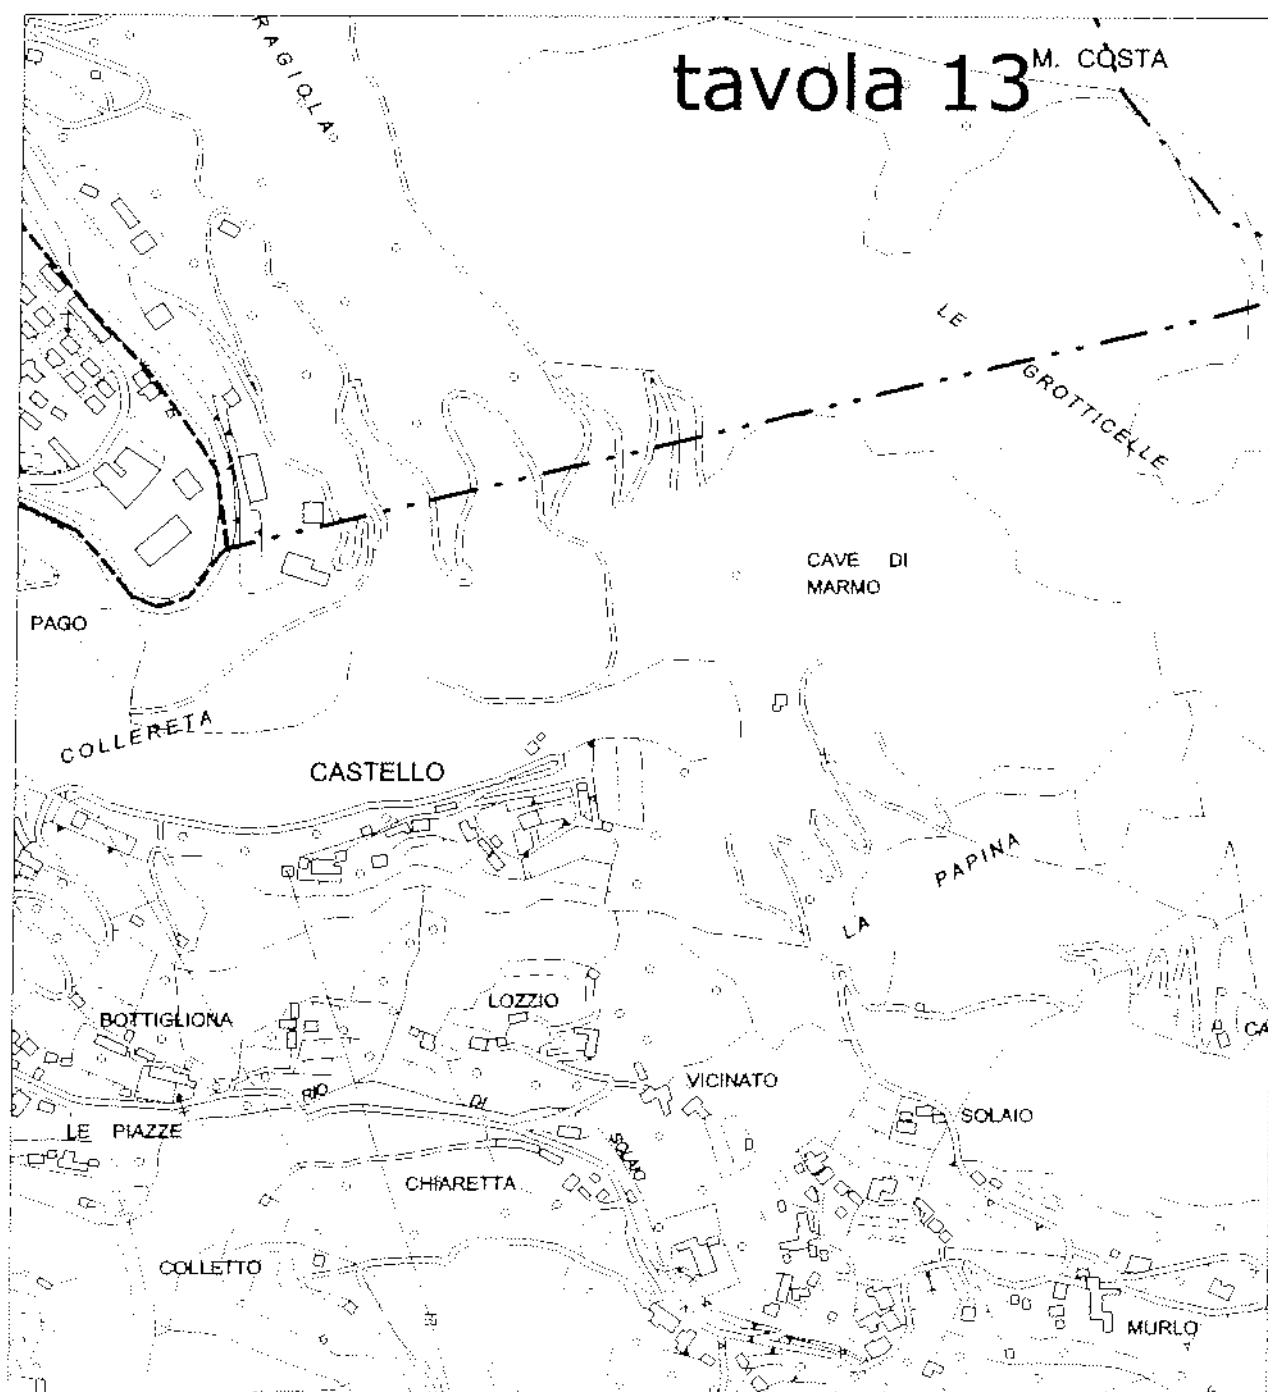 RAGIOLA
tavola 13
M. COSTA
LE
GROTTICELLE
CAVE DI
MARMO
PAGO
COLLERETA
CASTELLO
LA PAPINA
LOZZIO
BOTTIGLIONA
CA
VICINATO
RIO DI SOLAIO
SOLAIO
LE PIAZZE
CHIARETTA
COLLETTO
MURLO